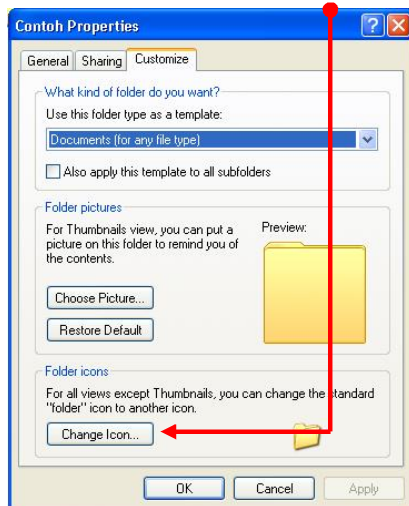 Contoh Properties
General Sharing Customize
What kind of folder do you want?
Use this folder type as a template:
Documents (for any file type)
Also apply this template to all subfolders
Folder pictures
For Thumbnails view, you can put a
picture on this folder to remind you of
the contents.
Preview:
Choose Picture...
Restore Default
Folder icons
For all views except Thumbnails, you can change the standard
"folder" icon to another icon.
Change Icon...
OK Cancel Apply